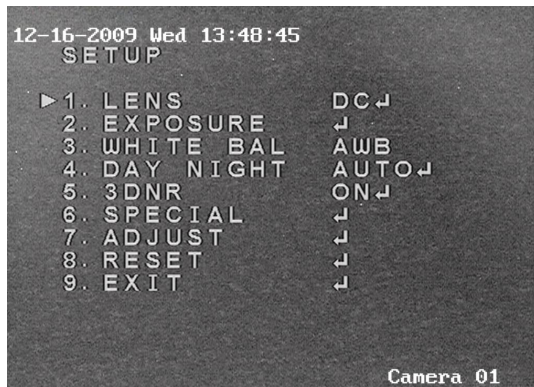 12-16-2009 Wed 13:48:45
SETUP
▷1. LENS DC↵
2. EXPOSURE ↵
3. WHITE BAL AWB
4. DAY NIGHT AUTO↵
5. 3DNR ON↵
6. SPECIAL ↵
7. ADJUST ↵
8. RESET ↵
9. EXIT ↵
Camera 01